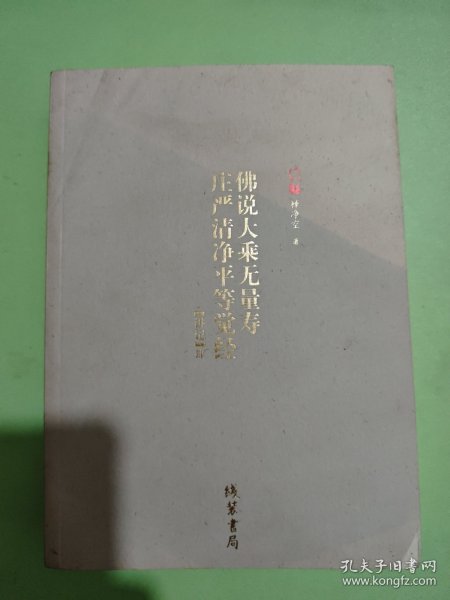 释净空 著
佛说大乘无量寿
庄严清净平等觉经
线装书局
孔夫子旧书网
www.kongfz.com